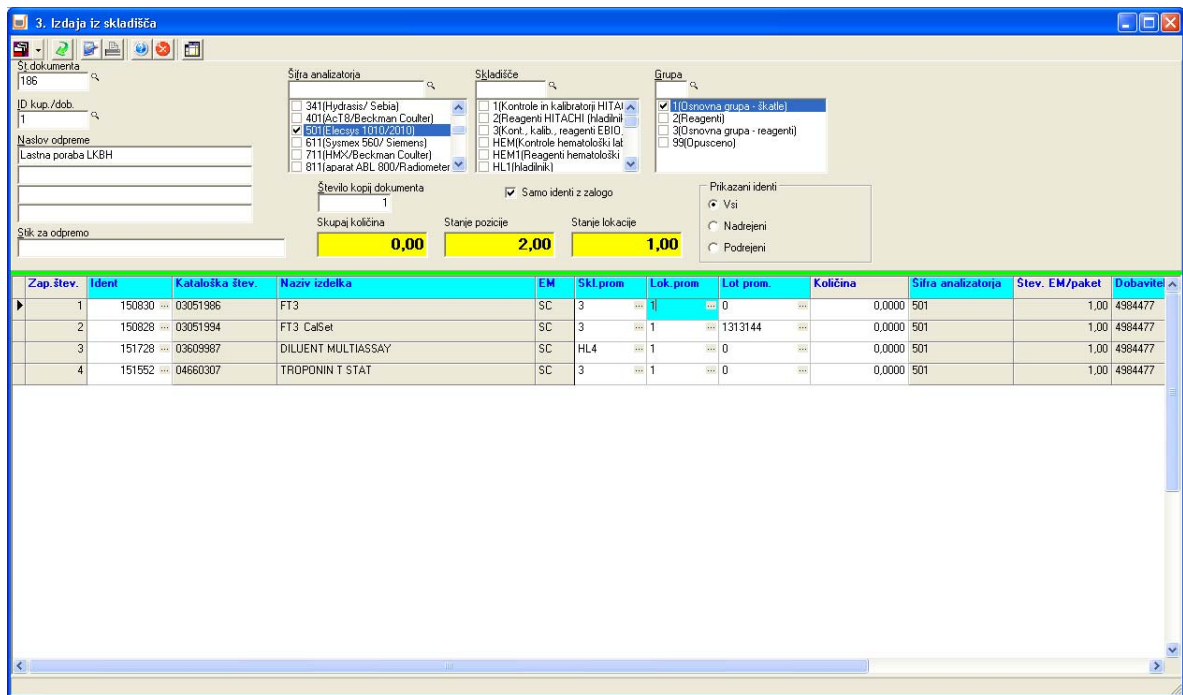 3. Izdaja iz skladišča
Št.dokumenta
186
ID kup./dob.
1
Naslov odpreme
Lastna poraba LKBH
Stik za odpremo
Šifra analizatorja
341(Hydrasis/ Sebia)
401(AcT8/Beckman Coulter)
501(Elecsys 1010/2010)
611(Sysmex 560/ Siemens)
711(HMX/Beckman Coulter)
811(aparat ABL 800/Radiometer
Skladišče
1(Kontrole in kalibratorji HITA
2(Reagenti HITACHI (hladilnil
3(Kont., kalib., reagenti EBIO,
HEM(Kontrole hematološki lat
HEM1(Reagenti hematološki
HL1(hladilnik)
Grupa
1(Osnovna grupa - škatle)
2(Reagenti)
3(Osnovna grupa - reagenti)
99(Opusceno)
Število kopij dokumenta
1
Samo identi z zalogo
Prikazani identi
Vsi
Nadrejeni
Podrejeni
Skupaj količina Stanje pozicije Stanje lokacije
0,00 2,00 1,00
Zap.štev. Ident Kataloška štev. Naziv izdelka EM Skl.prom Lok.prom Lot prom. Količina Šifra analizatorja Štev. EM/paket Dobavitel
1 150830 ... 03051986 FT3 SC 3 ... 1 ... 0 ... 0,0000 501 1,00 4984477
2 150828 ... 03051994 FT3 CalSet SC 3 ... 1 ... 1313144 ... 0,0000 501 1,00 4984477
3 151728 ... 03609987 DILUENT MULTIASSAY SC HL4 ... 1 ... 0 ... 0,0000 501 1,00 4984477
4 151552 ... 04660307 TROPONIN T STAT SC 3 ... 1 ... 0 ... 0,0000 501 1,00 4984477